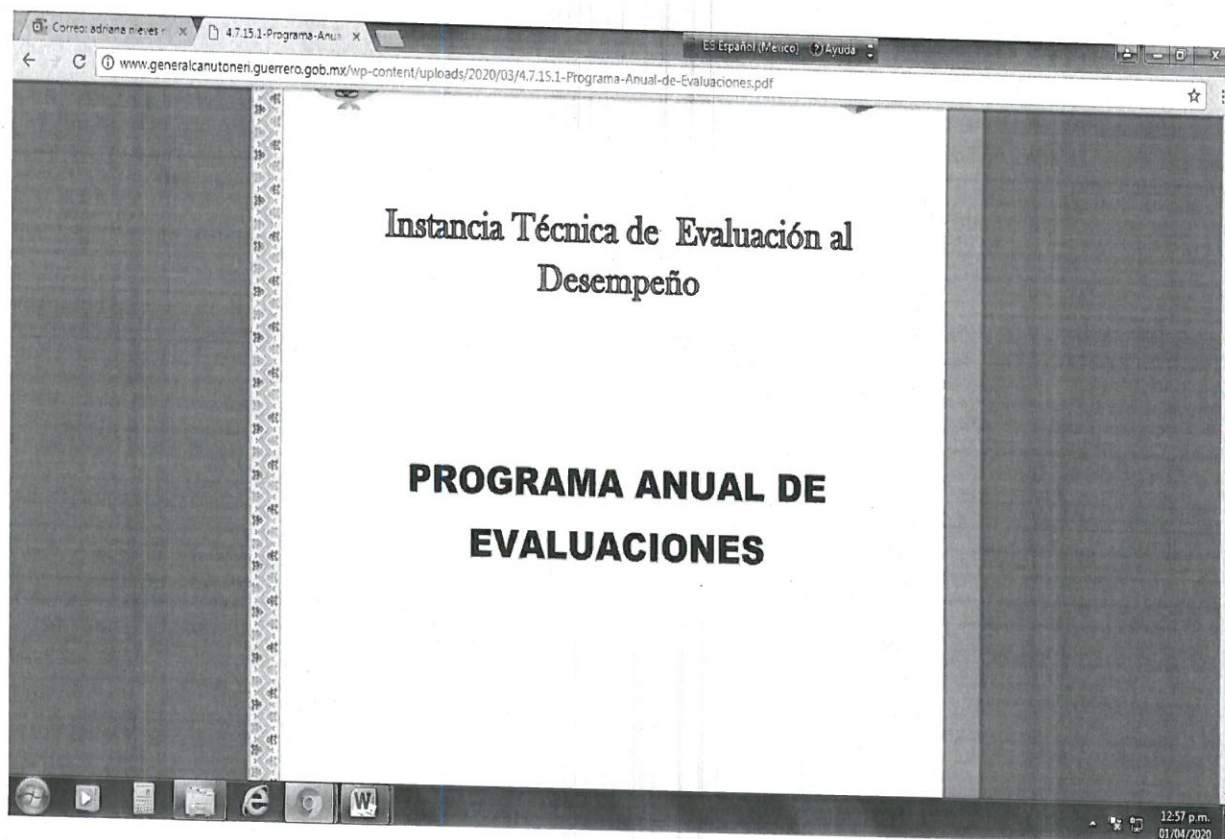 Correo: adriana nieves
4.7.15.1-Programa-Anua
ES Español (Mexico) Ayuda
www.generalcanutoneri.guerrero.gob.mx/wp-content/uploads/2020/03/4.7.15.1-Programa-Anual-de-Evaluaciones.pdf
Instancia Técnica de Evaluación al
Desempeño
PROGRAMA ANUAL DE
EVALUACIONES
12:57 p.m.
01/04/2020